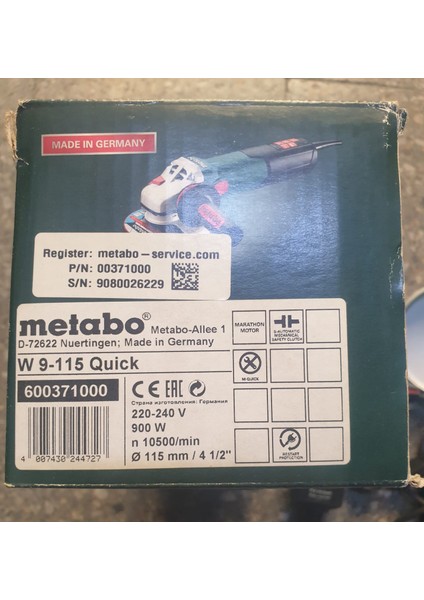 MADE IN GERMANY
Register: metabo-service.com
P/N: 00371000
S/N: 9080026229
metabo® Metabo-Allee 1
D-72622 Nuertingen; Made in Germany
W 9-115 Quick
600371000
4 007430 244727
CE EAC
Страна изготовления: Германия
220-240 V
900 W
n 10500/min
Ø 115 mm / 4 1/2"
MARATHON
MOTOR
S-AUTOMATIC
MECHANICAL
SAFETY CLUTCH
M-QUICK
RESTART
PROTECTION